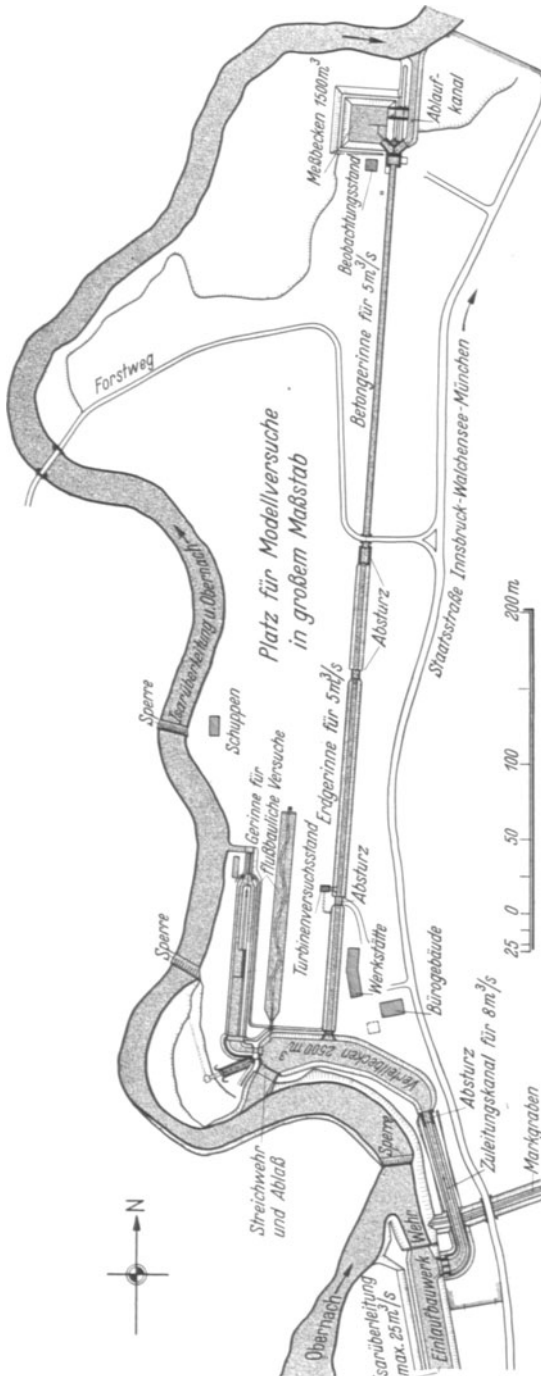 N
Obernach
Isarüberleitung
max. 25m³/s
Einlaufbauwerk
Wehr
Sperre
Streichwehr
und Ablaß
Verteilbecken 2500m³
Absturz
Zuleitungskanal für 8m³/s
Markgraben
Sperre
Gerinne für
flußbauliche Versuche
Turbinenversuchsstand
Absturz
Werkstätte
Bürogebäude
Sperre
Isarüberleitung u. Obernach
Schuppen
Erdgerinne für 5m³/s
Absturz
Platz für Modellversuche
in großem Maßstab
Forstweg
Betongerinne für 5m³/s
Staatsstraße Innsbruck-Walchensee-München
Meßbecken 1500m³
Beobachtungsstand
Ablauf-
kanal
25 0 50 100 200m